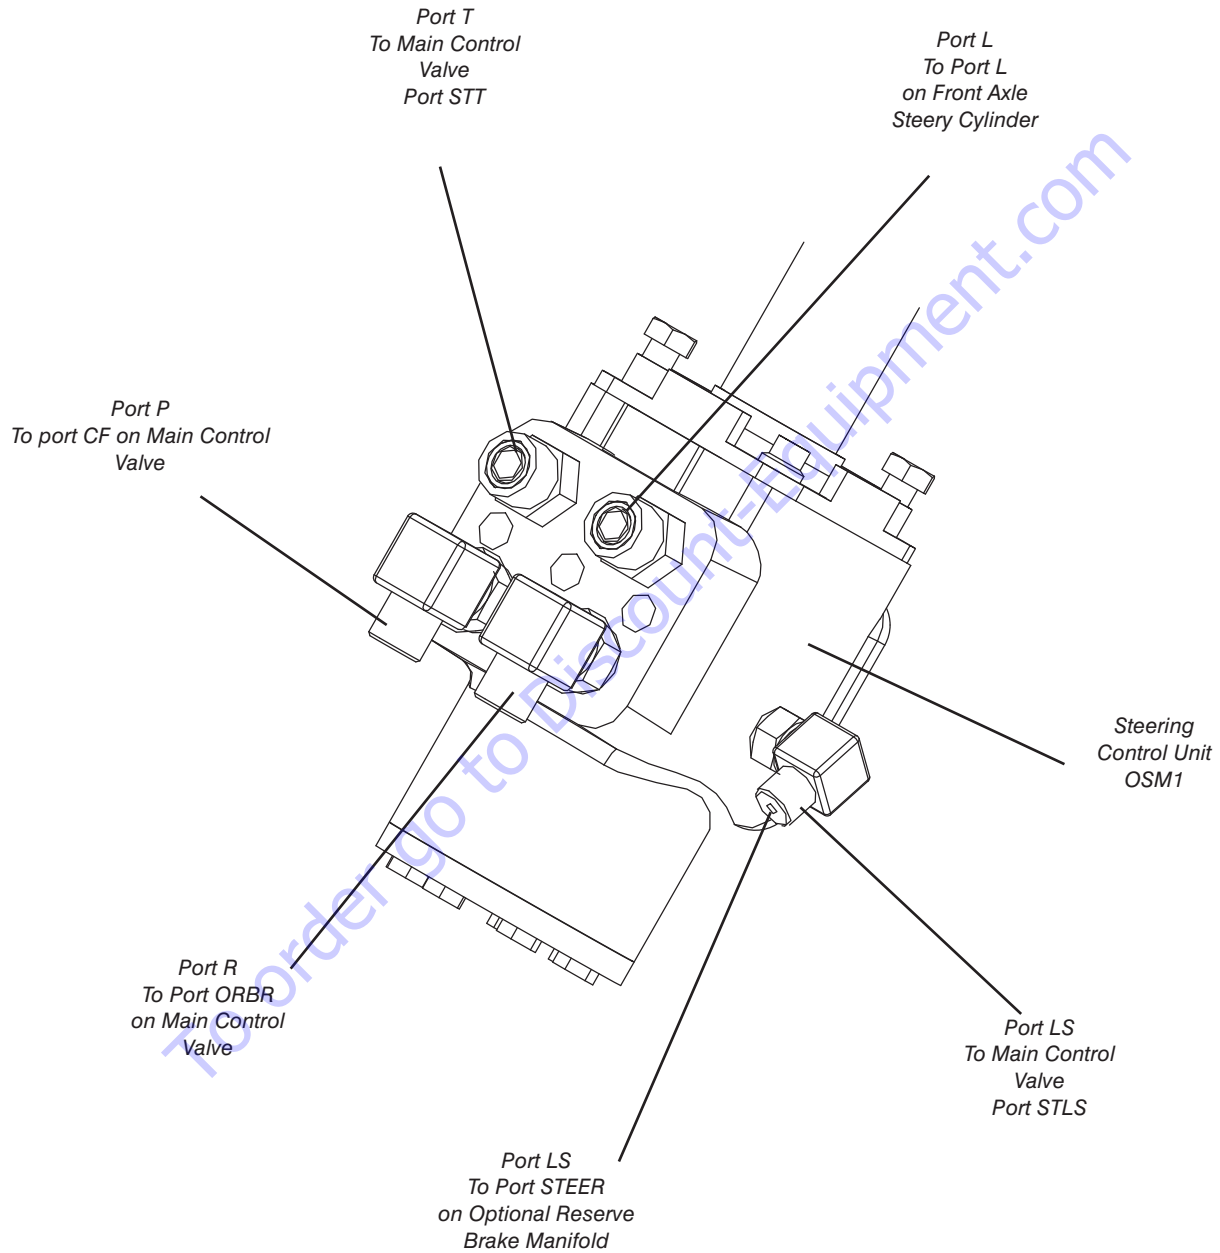 Port T
To Main Control
Valve
Port STT
Port L
To Port L
on Front Axle
Steery Cylinder
Port P
To port CF on Main Control
Valve
Steering
Control Unit
OSM1
Port R
To Port ORBR
on Main Control
Valve
Port LS
To Main Control
Valve
Port STLS
Port LS
To Port STEER
on Optional Reserve
Brake Manifold
To order go to Discount-Equipment.com